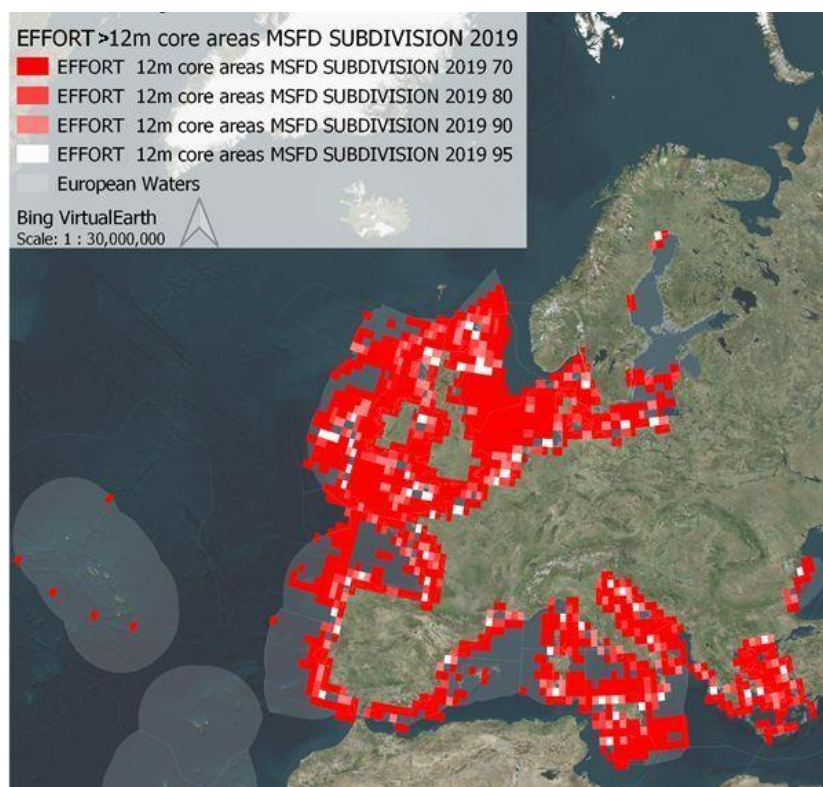 EFFORT >12m core areas MSFD SUBDIVISION 2019
EFFORT 12m core areas MSFD SUBDIVISION 2019 70
EFFORT 12m core areas MSFD SUBDIVISION 2019 80
EFFORT 12m core areas MSFD SUBDIVISION 2019 90
EFFORT 12m core areas MSFD SUBDIVISION 2019 95
European Waters
Bing VirtualEarth
Scale: 1 : 30,000,000